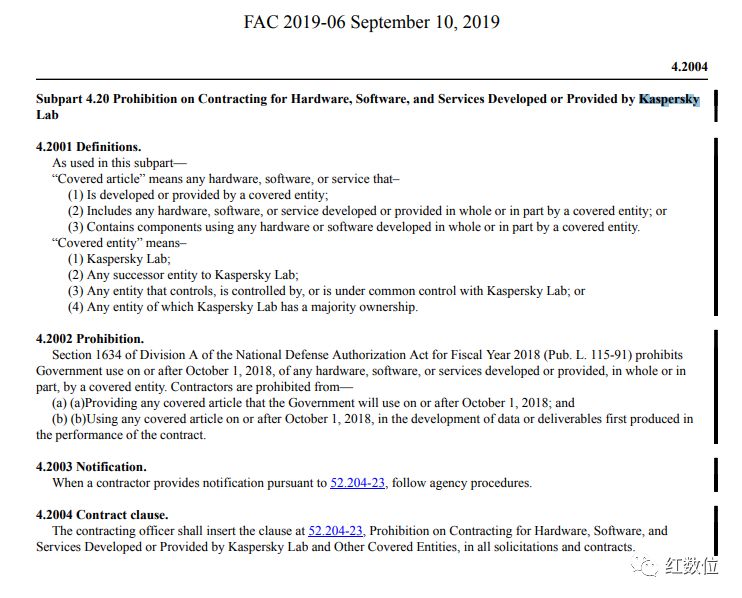 FAC 2019-06 September 10, 2019
4.2004
Subpart 4.20 Prohibition on Contracting for Hardware, Software, and Services Developed or Provided by Kaspersky
Lab
4.2001 Definitions.
As used in this subpart—
“Covered article” means any hardware, software, or service that–
(1) Is developed or provided by a covered entity;
(2) Includes any hardware, software, or service developed or provided in whole or in part by a covered entity; or
(3) Contains components using any hardware or software developed in whole or in part by a covered entity.
“Covered entity” means–
(1) Kaspersky Lab;
(2) Any successor entity to Kaspersky Lab;
(3) Any entity that controls, is controlled by, or is under common control with Kaspersky Lab; or
(4) Any entity of which Kaspersky Lab has a majority ownership.
4.2002 Prohibition.
Section 1634 of Division A of the National Defense Authorization Act for Fiscal Year 2018 (Pub. L. 115-91) prohibits
Government use on or after October 1, 2018, of any hardware, software, or services developed or provided, in whole or in
part, by a covered entity. Contractors are prohibited from—
(a) (a)Providing any covered article that the Government will use on or after October 1, 2018; and
(b) (b)Using any covered article on or after October 1, 2018, in the development of data or deliverables first produced in
the performance of the contract.
4.2003 Notification.
When a contractor provides notification pursuant to 52.204-23, follow agency procedures.
4.2004 Contract clause.
The contracting officer shall insert the clause at 52.204-23, Prohibition on Contracting for Hardware, Software, and
Services Developed or Provided by Kaspersky Lab and Other Covered Entities, in all solicitations and contracts.
红数位